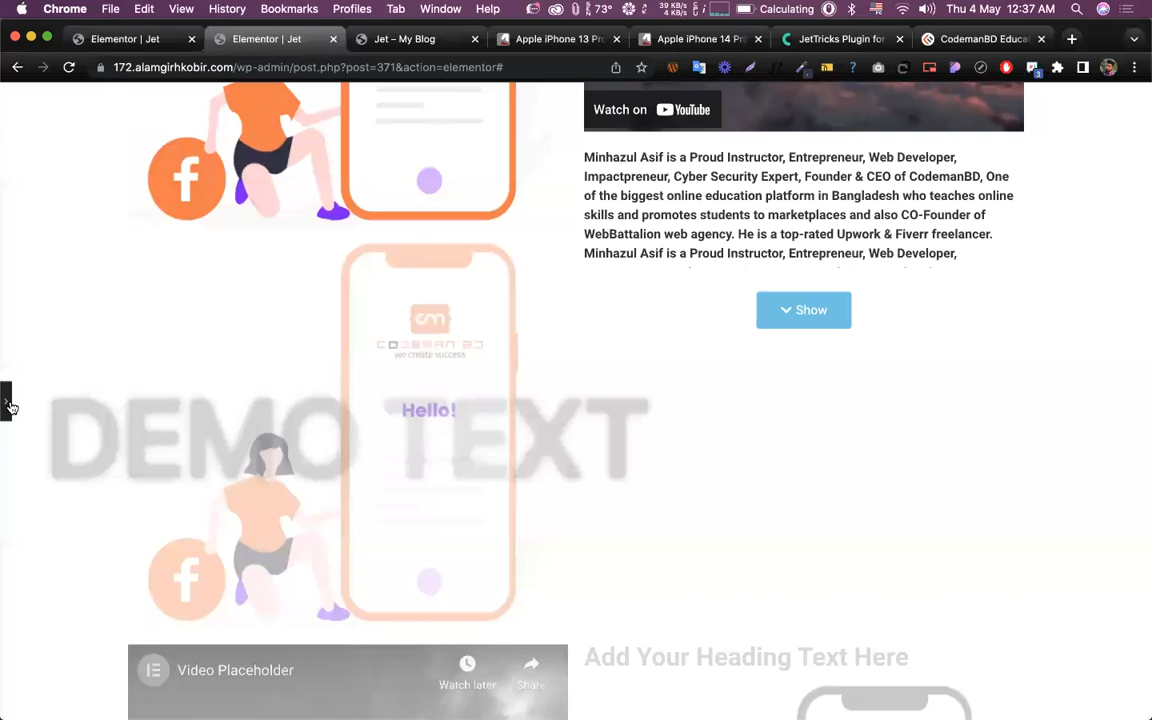 Chrome File Edit View History Bookmarks Profiles Tab Window Help 73° 39 KB/s 4 KB/s Calculating Thu 4 May 12:37 AM
Elementor | Jet Elementor | Jet Jet – My Blog Apple iPhone 13 Pro Apple iPhone 14 Pro JetTricks Plugin for CodemanBD Educa
172.alamgirhkobir.com/wp-admin/post.php?post=371&action=elementor#
Watch on YouTube
Minhazul Asif is a Proud Instructor, Entrepreneur, Web Developer,
Impactpreneur, Cyber Security Expert, Founder & CEO of CodemanBD, One
of the biggest online education platform in Bangladesh who teaches online
skills and promotes students to marketplaces and also CO-Founder of
WebBattalion web agency. He is a top-rated Upwork & Fiverr freelancer.
Minhazul Asif is a Proud Instructor, Entrepreneur, Web Developer,
Show
CODEMAN BD
we create success
Hello!
DEMO TEXT
Video Placeholder
Watch later Share
Add Your Heading Text Here